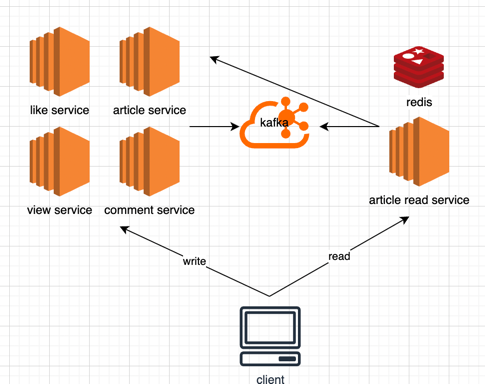 like service
article service
kafka
redis
view service
comment service
article read service
write
read
client